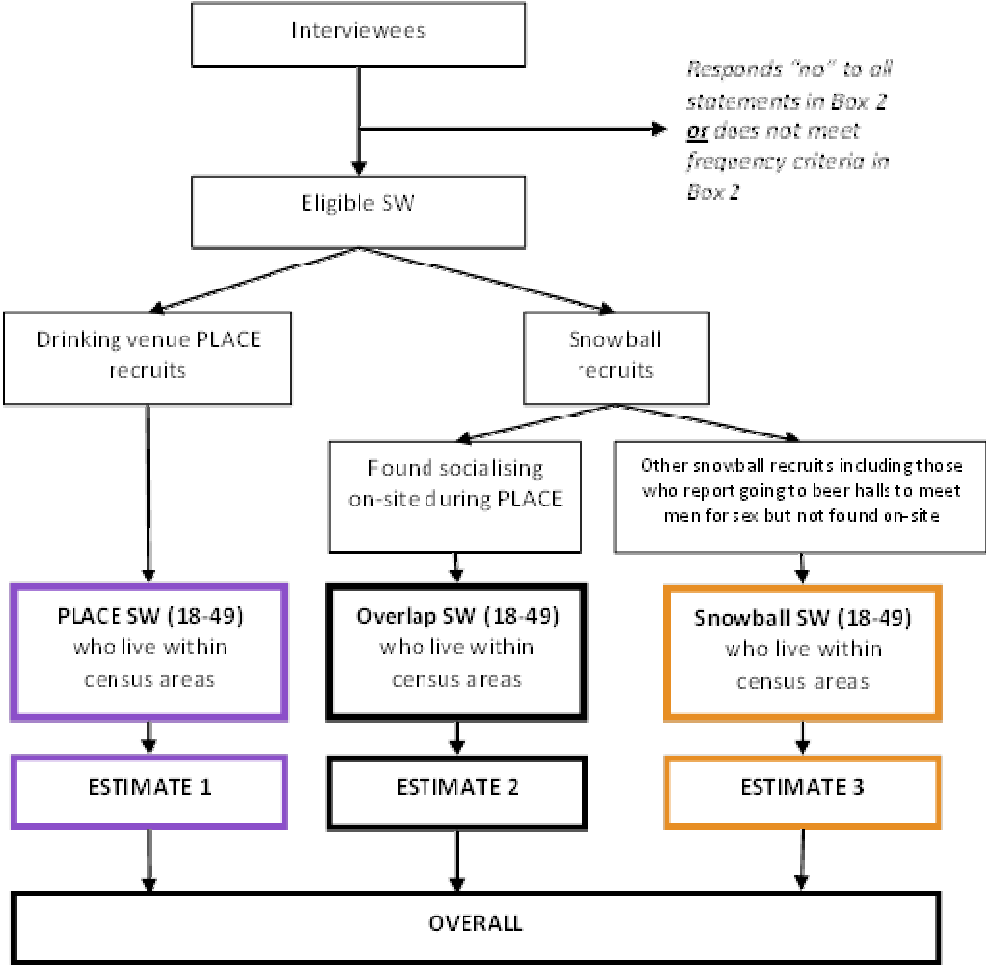 Interviewees
Responds "no" to all
statements in Box 2
or does not meet
frequency criteria in
Box 2
Eligible SW
Drinking venue PLACE
recruits
Snowball
recruits
Found socialising
on-site during PLACE
Other snowball recruits including those
who report going to beer halls to meet
men for sex but not found on-site
PLACE SW (18-49)
who live within
census areas
Overlap SW (18-49)
who live within
census areas
Snowball SW (18-49)
who live within
census areas
ESTIMATE 1
ESTIMATE 2
ESTIMATE 3
OVERALL